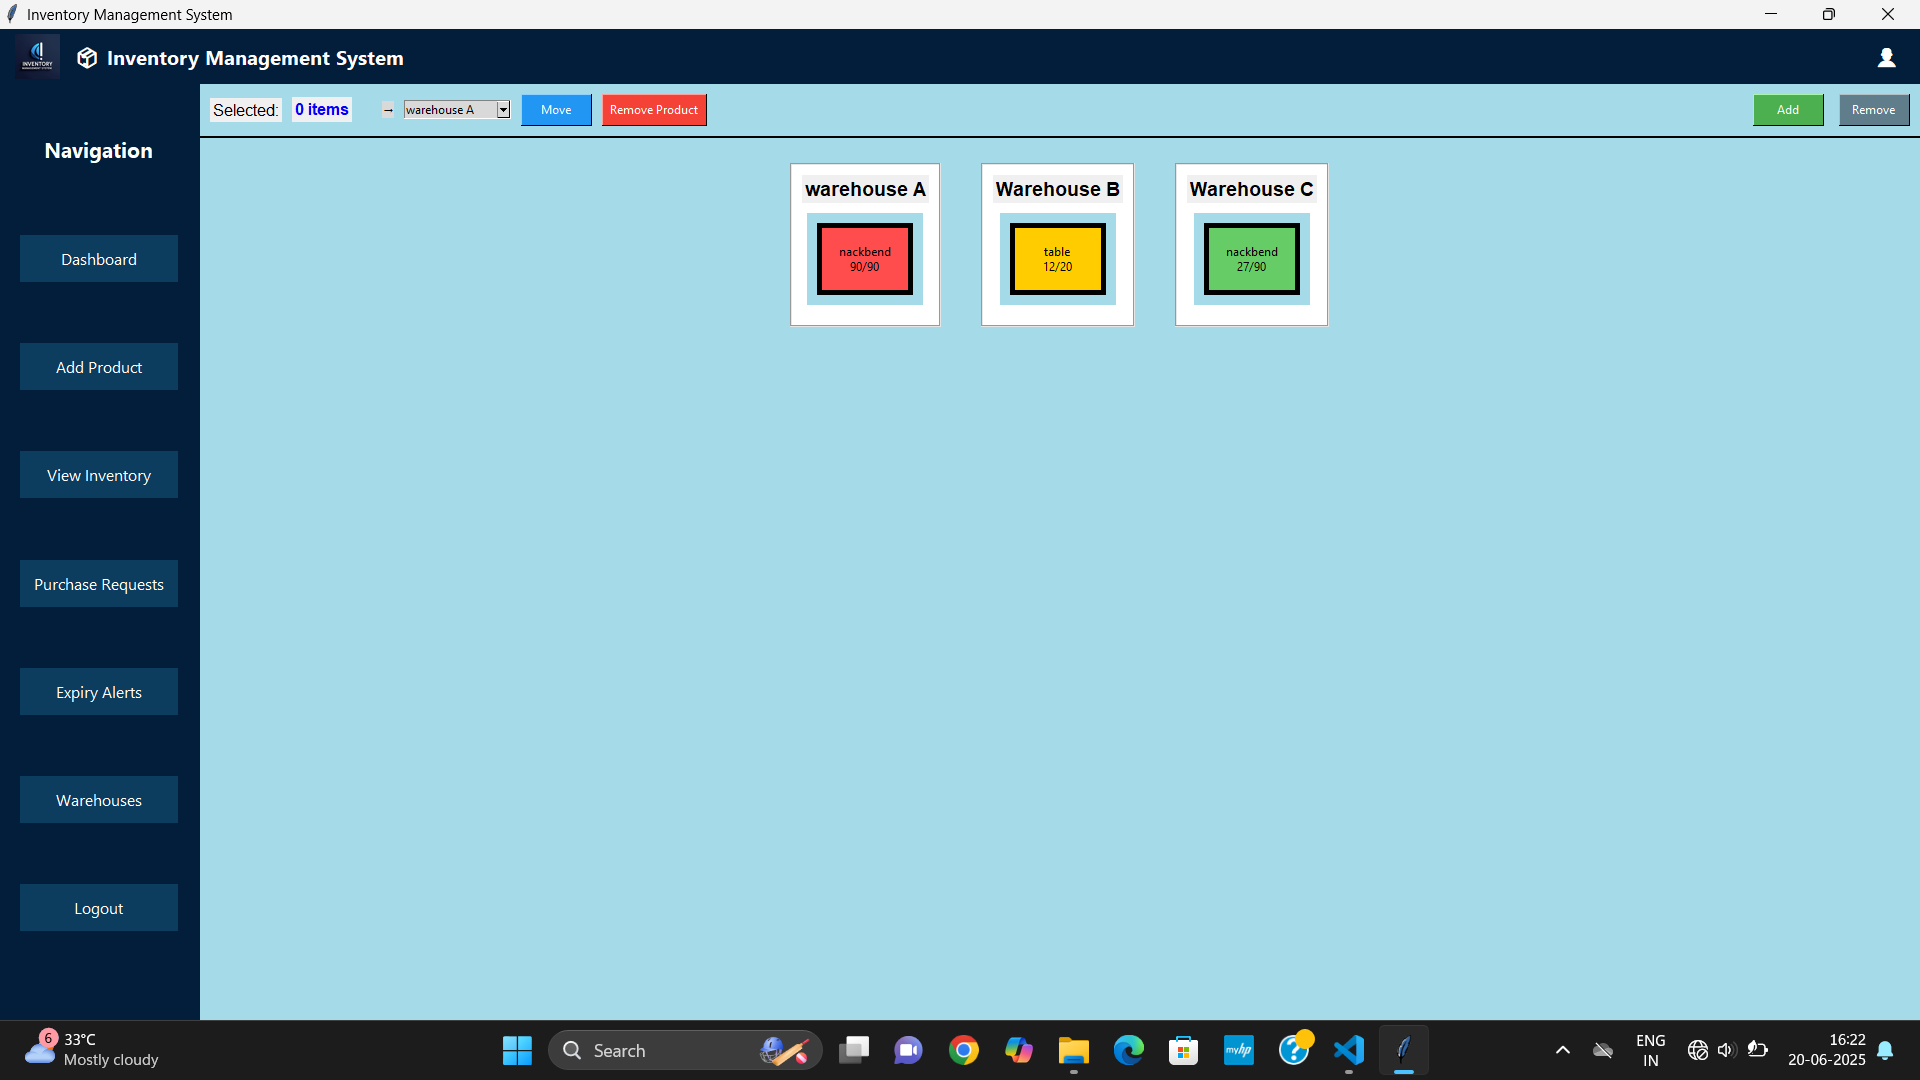 Inventory Management System
INVENTORY
Inventory Management System
Selected: 0 items → warehouse A Move Remove Product Add Remove
Navigation
Dashboard
Add Product
View Inventory
Purchase Requests
Expiry Alerts
Warehouses
Logout
warehouse A
nackbend
90/90
Warehouse B
table
12/20
Warehouse C
nackbend
27/90
6
33°C
Mostly cloudy
Search
myhp
ENG
IN
16:22
20-06-2025